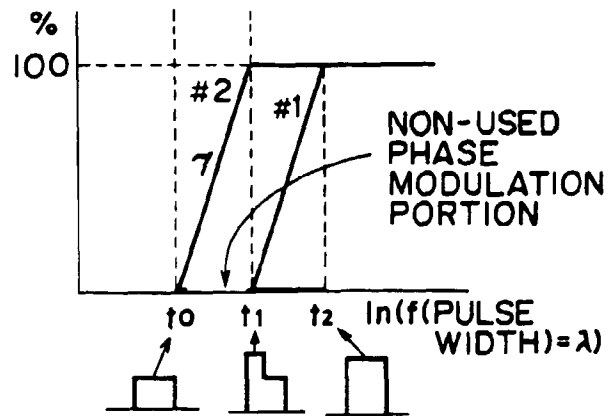 %
100
#2
#1
7
NON-USED
PHASE
MODULATION
PORTION
t0 t1 t2 ln(f(PULSE
WIDTH)=λ)